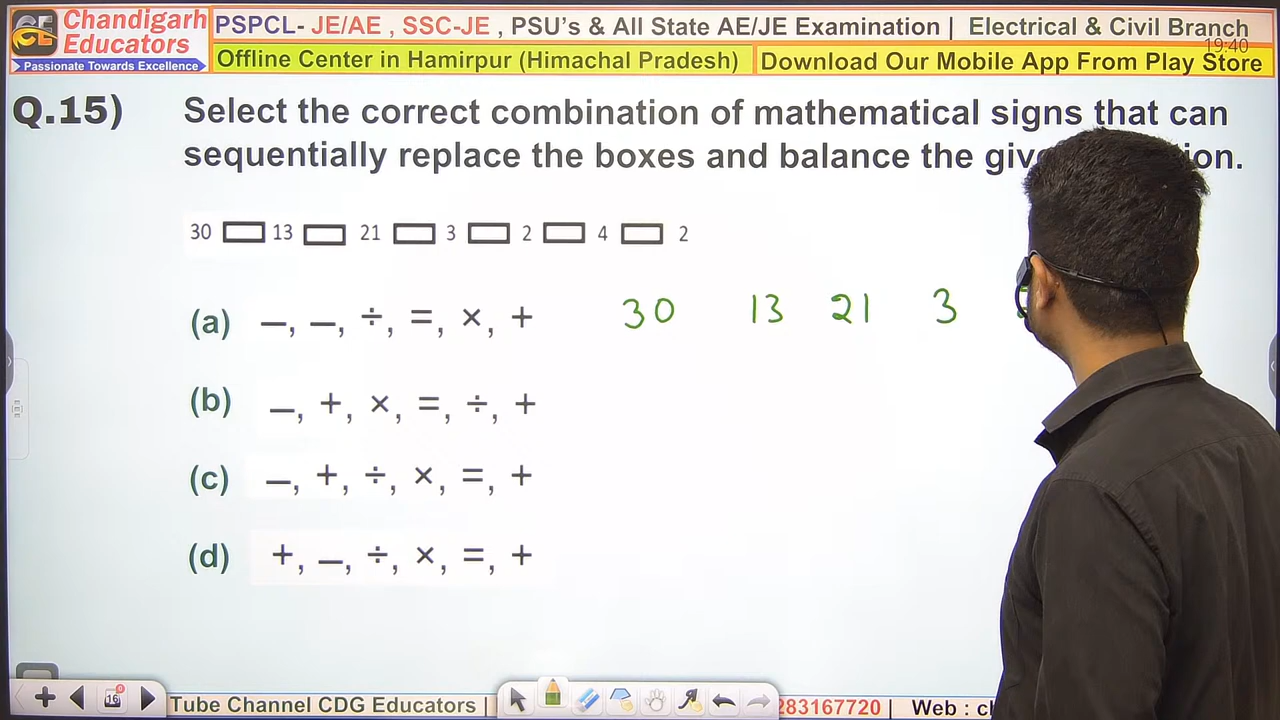 Chandigarh
Educators
Passionate Towards Excellence
PSPCL- JE/AE , SSC-JE , PSU's & All State AE/JE Examination | Electrical & Civil Branch
19:40
Offline Center in Hamirpur (Himachal Pradesh)
Download Our Mobile App From Play Store
Q.15) Select the correct combination of mathematical signs that can
sequentially replace the boxes and balance the
30 13 21 3 2 4 2
(a) –, –, ÷, =, ×, + 30 13 21 3
(b) –, +, ×, =, ÷, +
(c) –, +, ÷, ×, =, +
(d) +, –, ÷, ×, =, +
16
Tube Channel CDG Educators | 283167720 | Web :